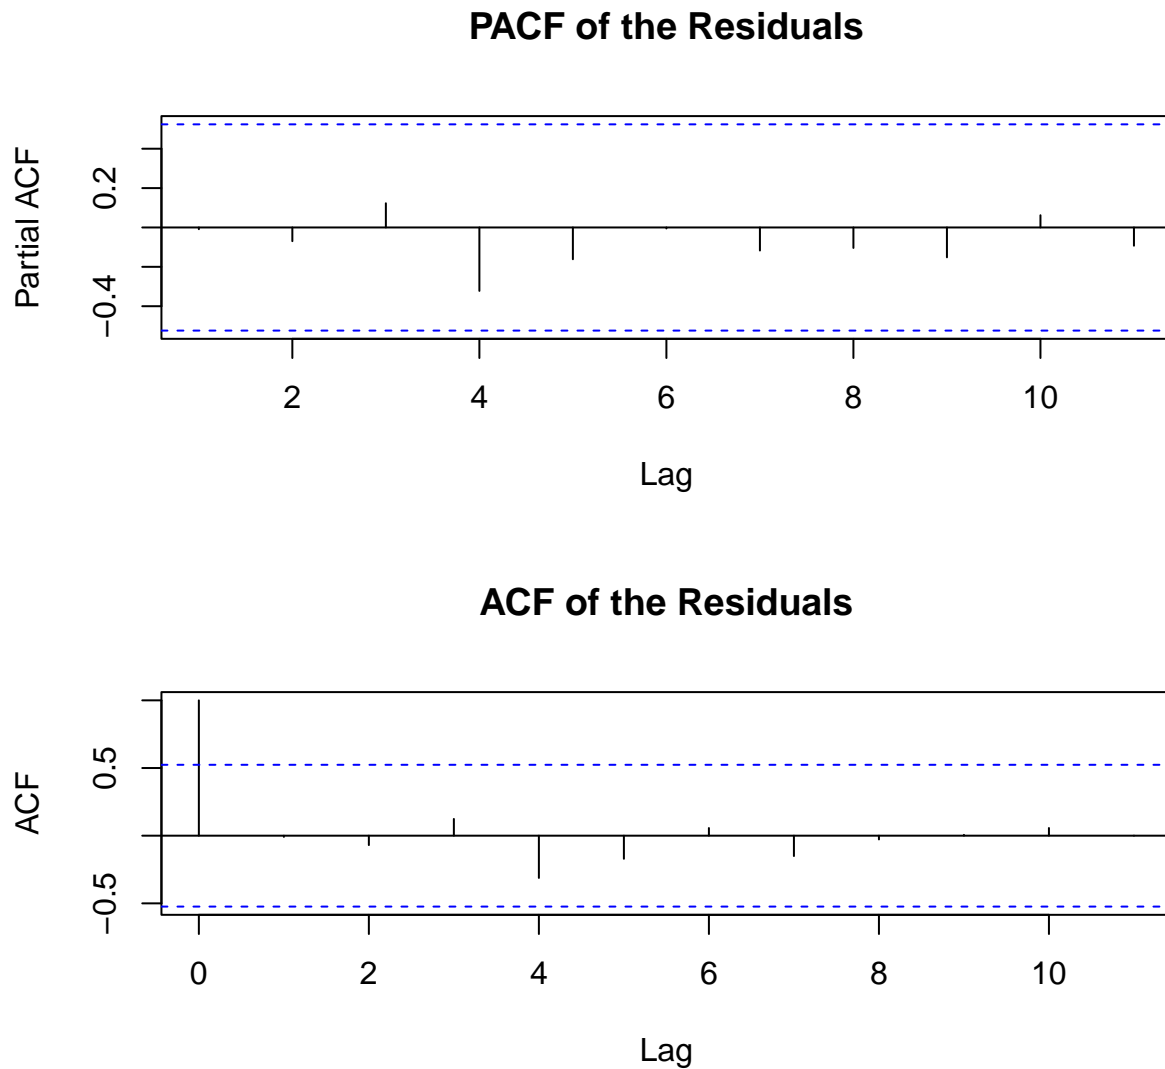 PACF of the Residuals
Partial ACF
0.2
−0.4
2 4 6 8 10
Lag
ACF of the Residuals
ACF
0.5
−0.5
0 2 4 6 8 10
Lag